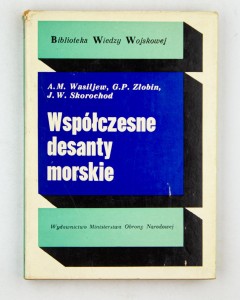 Biblioteka Wiedzy Wojskowej
A. M. Wasiljew, G. P. Złobin,
J. W. Skorochod
Współczesne
desanty
morskie
Wydawnictwo Ministerstwa Obrony Narodowej